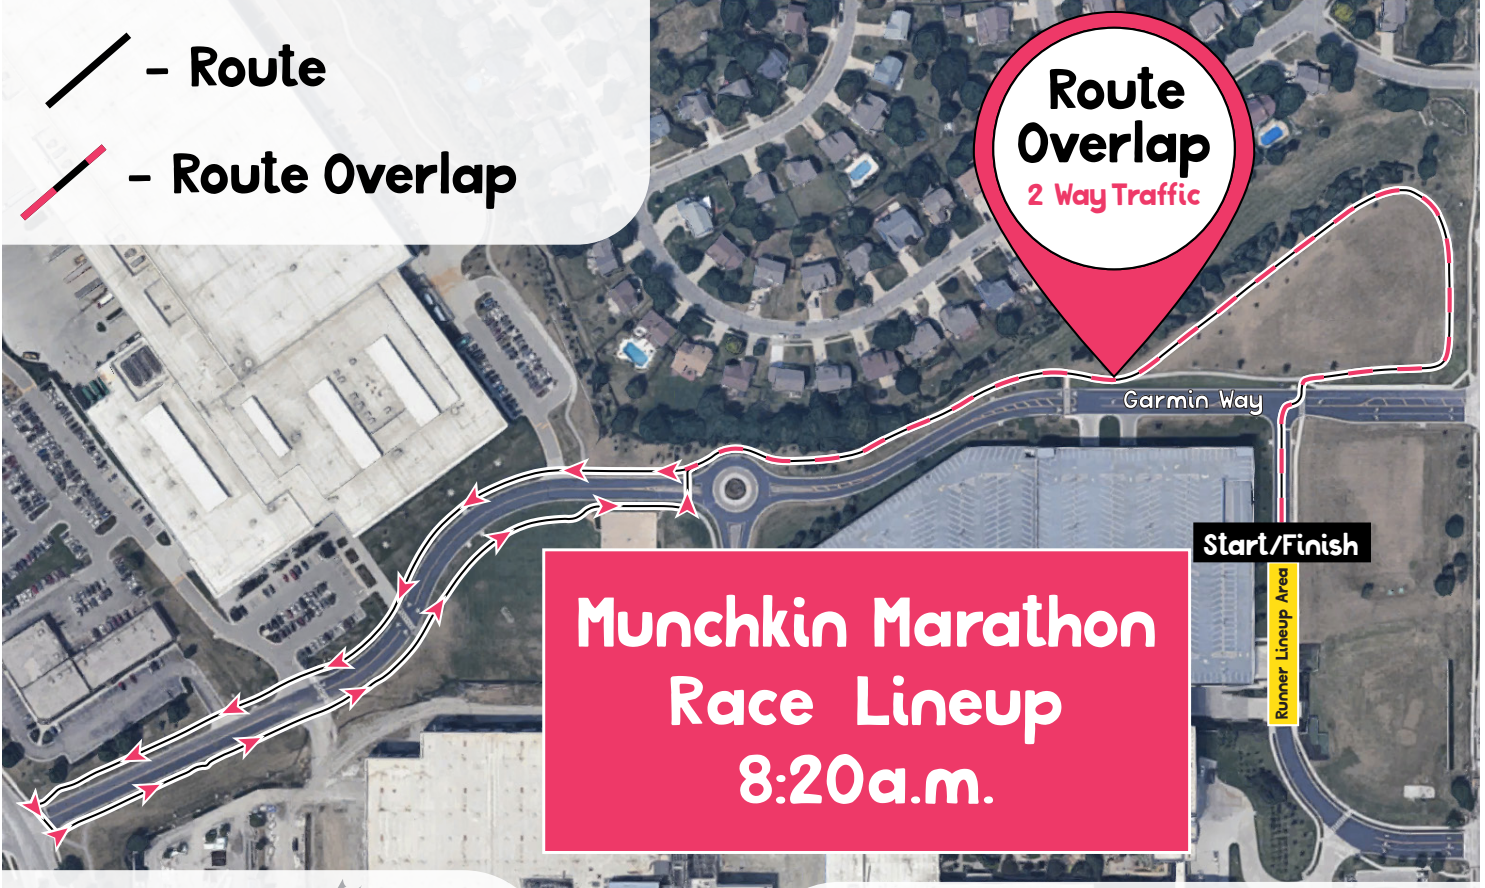 – Route
– Route Overlap
Route
Overlap
2 Way Traffic
Garmin Way
Start/Finish
Runner Lineup Area
Munchkin Marathon
Race Lineup
8:20a.m.